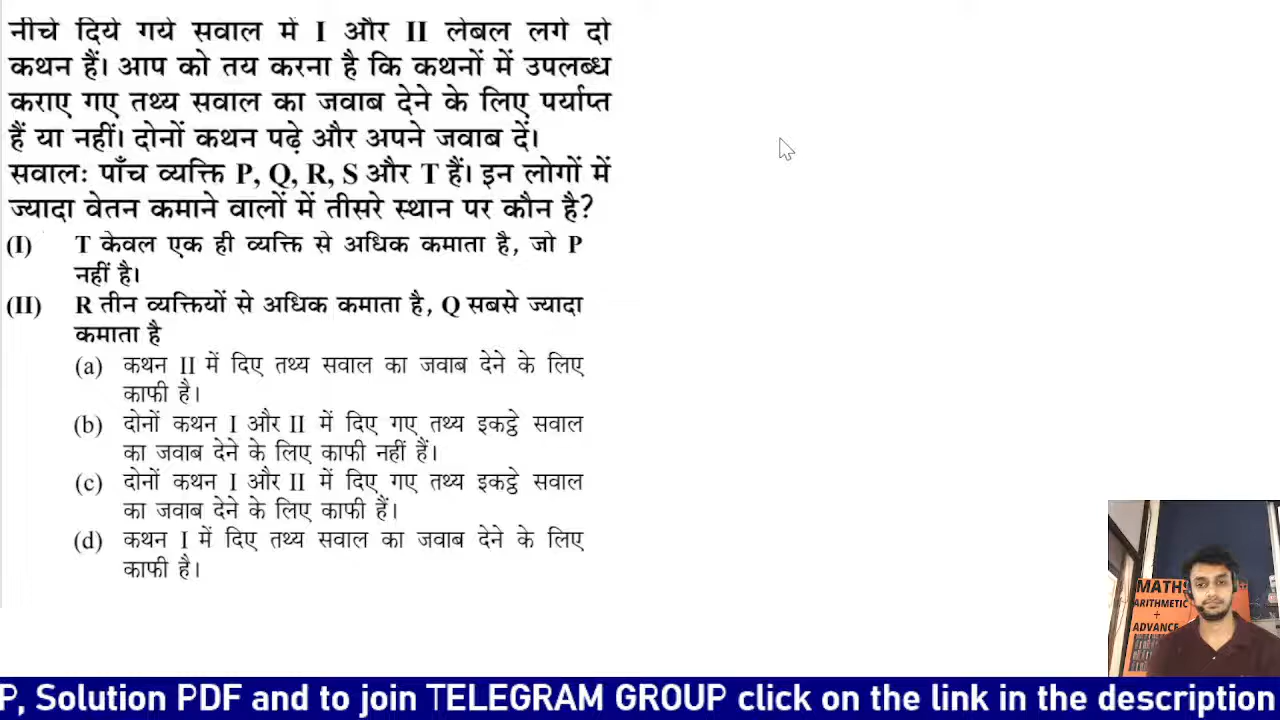 नीचे दिये गये सवाल में I और II लेबल लगे दो
कथन हैं। आप को तय करना है कि कथनों में उपलब्ध
कराए गए तथ्य सवाल का जवाब देने के लिए पर्याप्त
हैं या नहीं। दोनों कथन पढ़े और अपने जवाब दें।
सवालः पाँच व्यक्ति P, Q, R, S और T हैं। इन लोगों में
ज्यादा वेतन कमाने वालों में तीसरे स्थान पर कौन है?
(I) T केवल एक ही व्यक्ति से अधिक कमाता है, जो P
नहीं है।
(II) R तीन व्यक्तियों से अधिक कमाता है, Q सबसे ज्यादा
कमाता है
(a) कथन II में दिए तथ्य सवाल का जवाब देने के लिए
काफी है।
(b) दोनों कथन I और II में दिए गए तथ्य इकट्ठे सवाल
का जवाब देने के लिए काफी नहीं हैं।
(c) दोनों कथन I और II में दिए गए तथ्य इकट्ठे सवाल
का जवाब देने के लिए काफी हैं।
(d) कथन I में दिए तथ्य सवाल का जवाब देने के लिए
काफी है।
MATHS
ARITHMETIC
+
ADVANCE
P, Solution PDF and to join TELEGRAM GROUP click on the link in the description